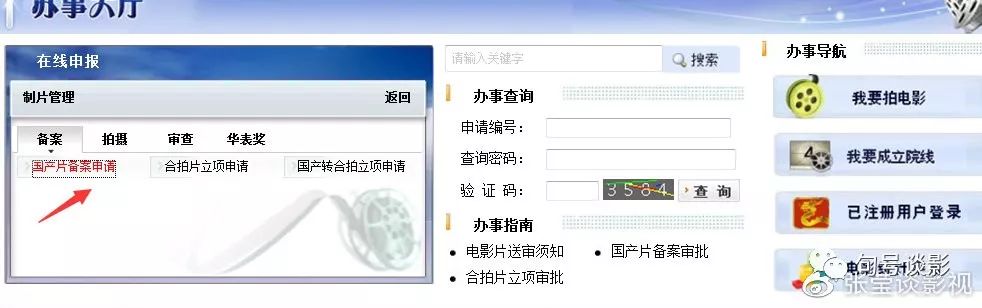 办事大厅
在线申报
制片管理 返回
备案 拍摄 审查 华表奖
国产片备案申请 合拍片立项申请 国产转合拍立项申请
请输入关键字 搜索
办事查询
申请编号：
查询密码：
验 证 码： 3584 查 询
办事指南
电影片送审须知 国产片备案审批
合拍片立项审批
办事导航
我要拍电影
我要成立院线
已注册用户登录
句号谈影
张莹谈影视